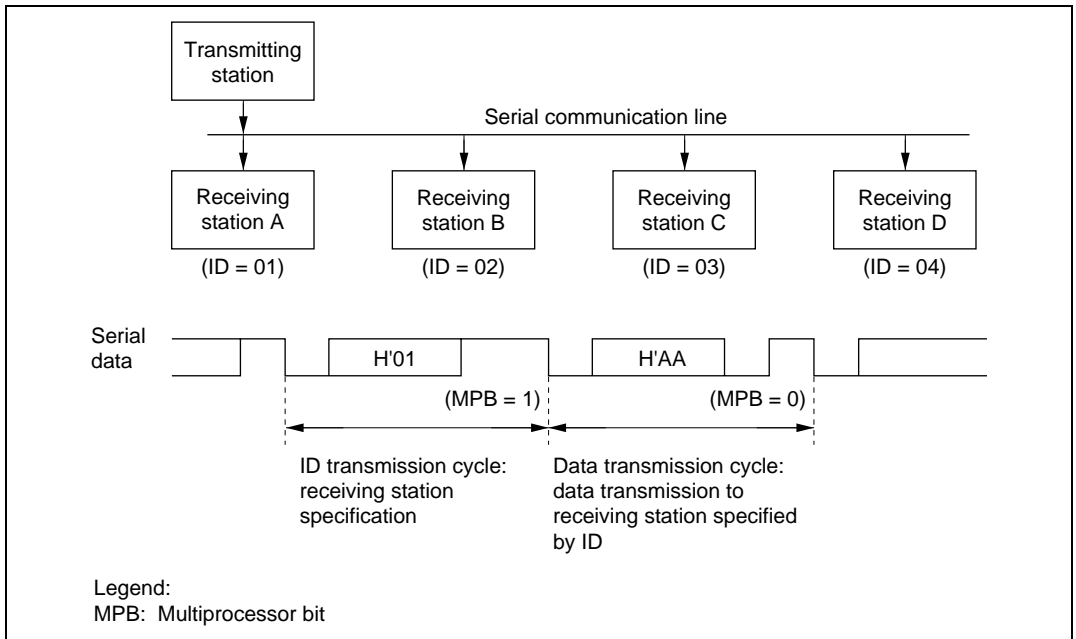 Transmitting
station
Serial communication line
Receiving
station A
Receiving
station B
Receiving
station C
Receiving
station D
(ID = 01)
(ID = 02)
(ID = 03)
(ID = 04)
Serial
data
H'01
H'AA
(MPB = 1)
(MPB = 0)
ID transmission cycle:
receiving station
specification
Data transmission cycle:
data transmission to
receiving station specified
by ID
Legend:
MPB: Multiprocessor bit